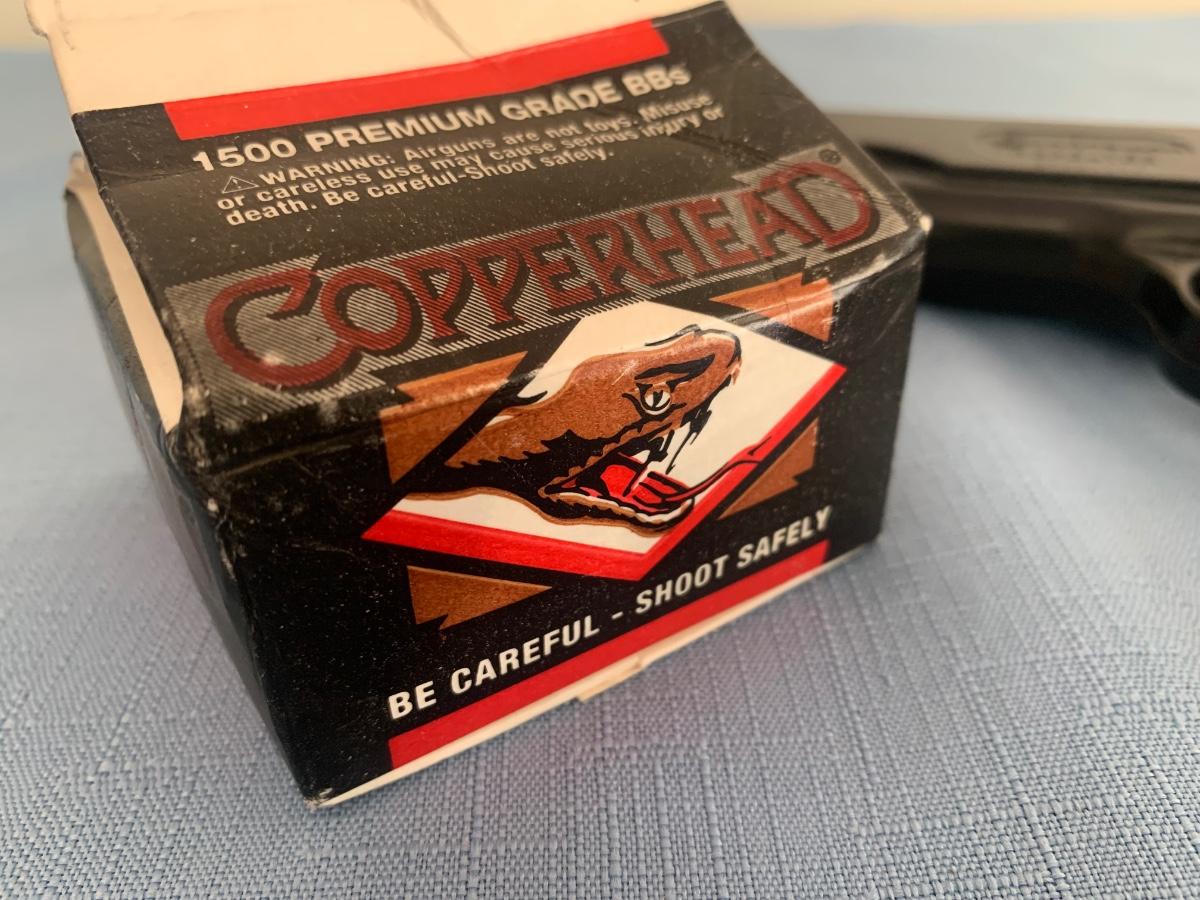 1500 PREMIUM GRADE BBs
⚠WARNING: Airguns are not toys. Misuse
or careless use may cause serious injury or
death. Be careful-Shoot safely.
COPPERHEAD®
BE CAREFUL - SHOOT SAFELY